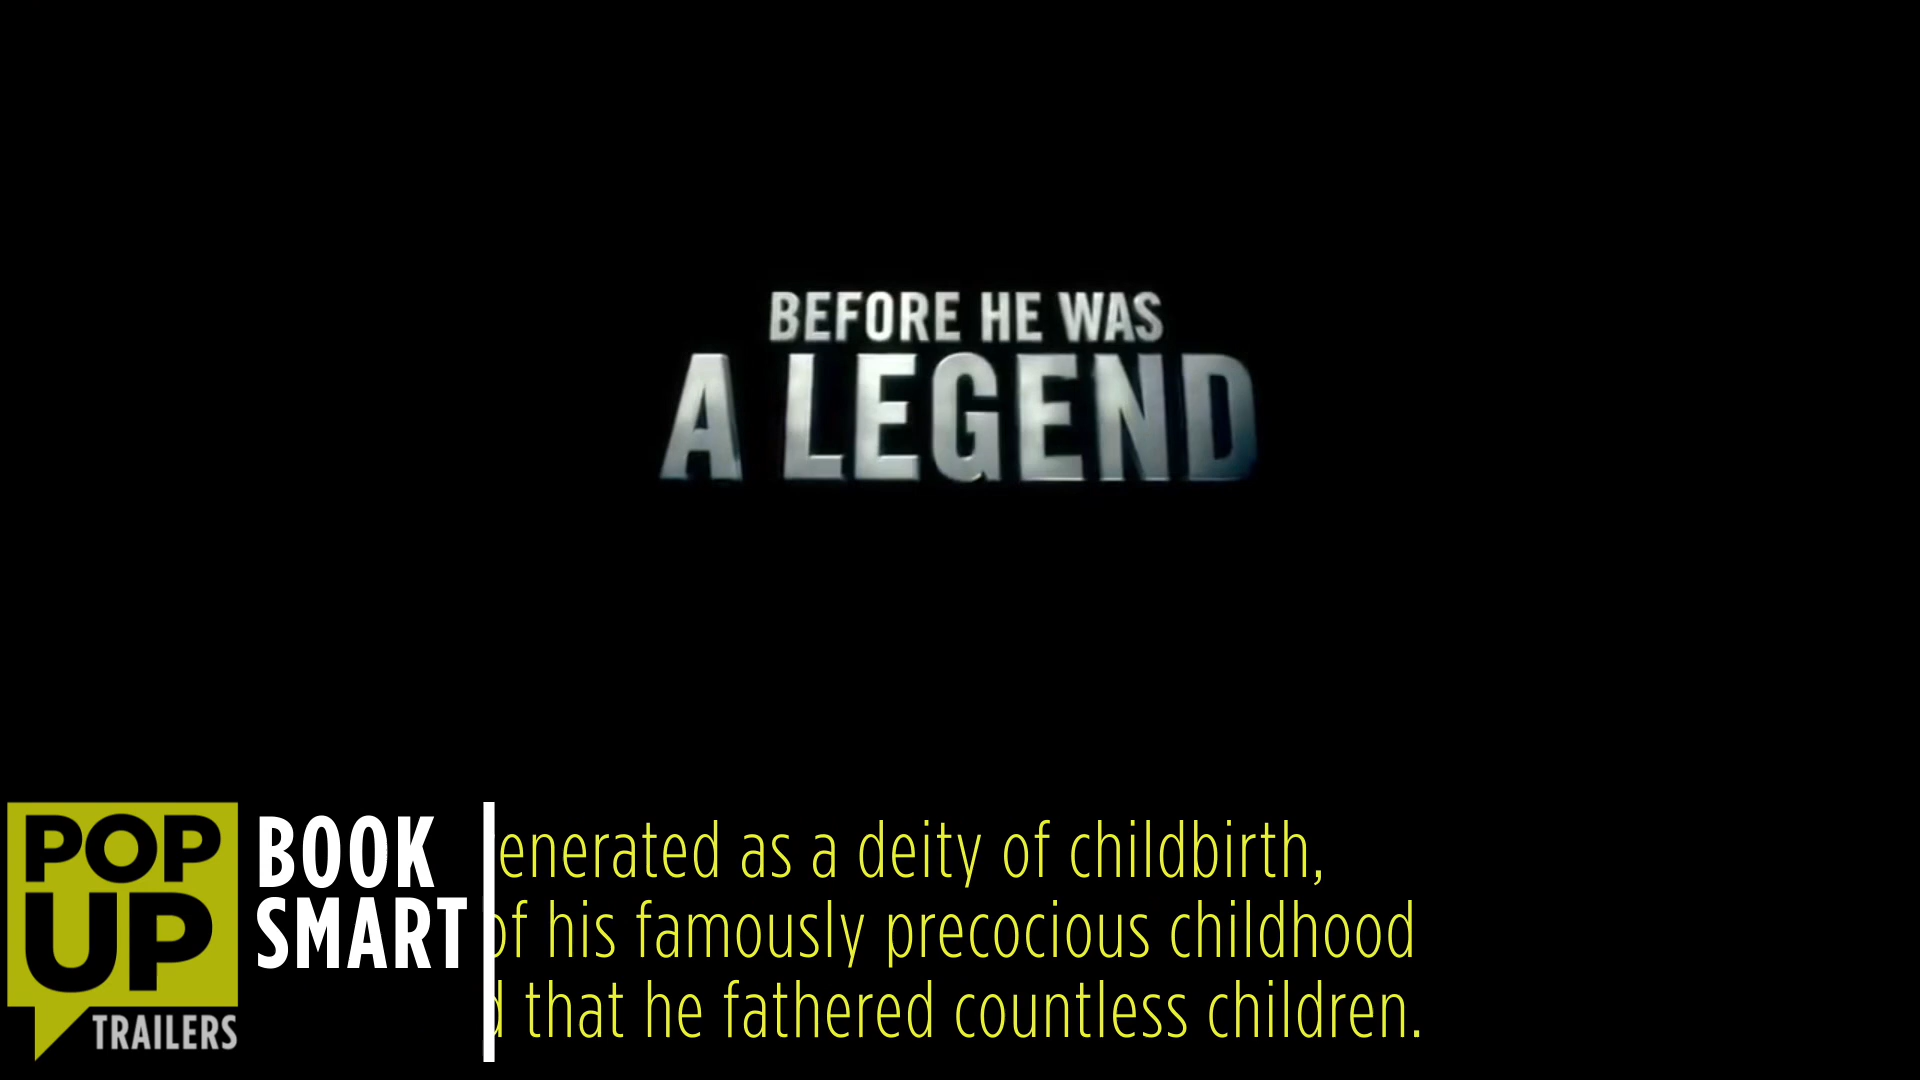 BEFORE HE WAS
A LEGEND
POP
UP
TRAILERS
BOOK
SMART
as a deity of childbirth,
of his famously precocious childhood
that he fathered countless children.